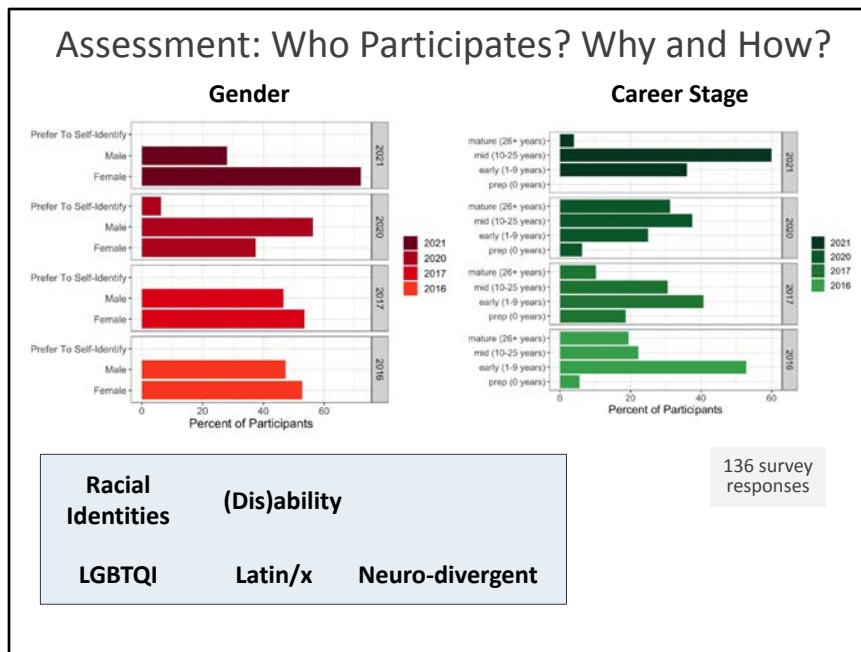 Assessment: Who Participates? Why and How?
Gender
Prefer To Self-Identify
Male
Female
2021
Prefer To Self-Identify
Male
Female
2020
Prefer To Self-Identify
Male
Female
2017
Prefer To Self-Identify
Male
Female
2016
0 20 40 60
Percent of Participants
2021
2020
2017
2016
Career Stage
mature (26+ years)
mid (10-25 years)
early (1-9 years)
prep (0 years)
2021
mature (26+ years)
mid (10-25 years)
early (1-9 years)
prep (0 years)
2020
mature (26+ years)
mid (10-25 years)
early (1-9 years)
prep (0 years)
2017
mature (26+ years)
mid (10-25 years)
early (1-9 years)
prep (0 years)
2016
0 20 40 60
Percent of Participants
2021
2020
2017
2016
Racial
Identities
(Dis)ability
LGBTQI
Latin/x
Neuro-divergent
136 survey
responses